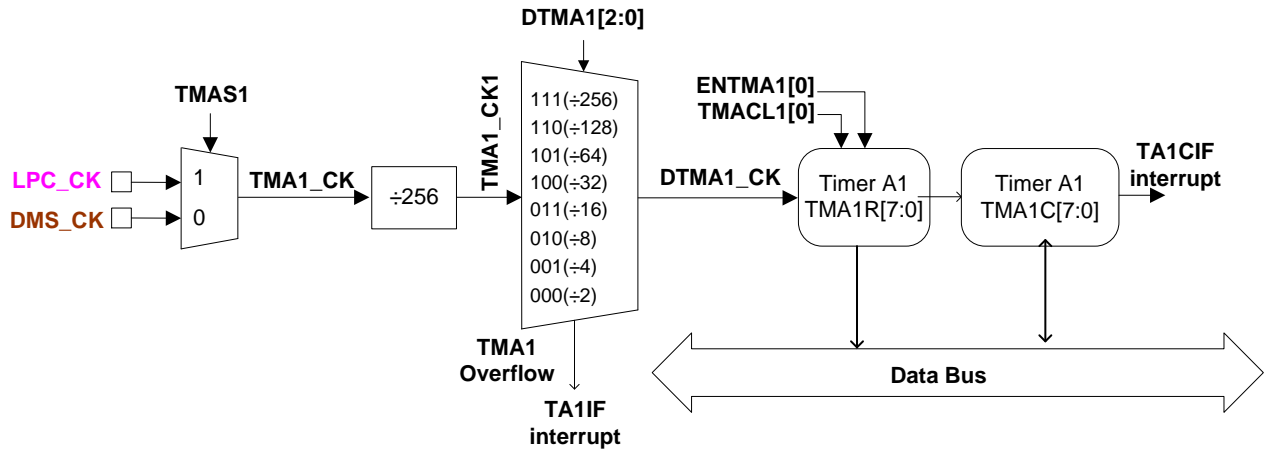 DTMA1[2:0]
TMAS1
TMA1_CK1
ENTMA1[0]
TMACL1[0]
111(÷256)
110(÷128)
101(÷64)
100(÷32)
011(÷16)
010(÷8)
001(÷4)
000(÷2)
LPC_CK
DMS_CK
1
0
TMA1_CK
÷256
DTMA1_CK
Timer A1
TMA1R[7:0]
Timer A1
TMA1C[7:0]
TA1CIF
interrupt
TMA1
Overflow
TA1IF
interrupt
Data Bus